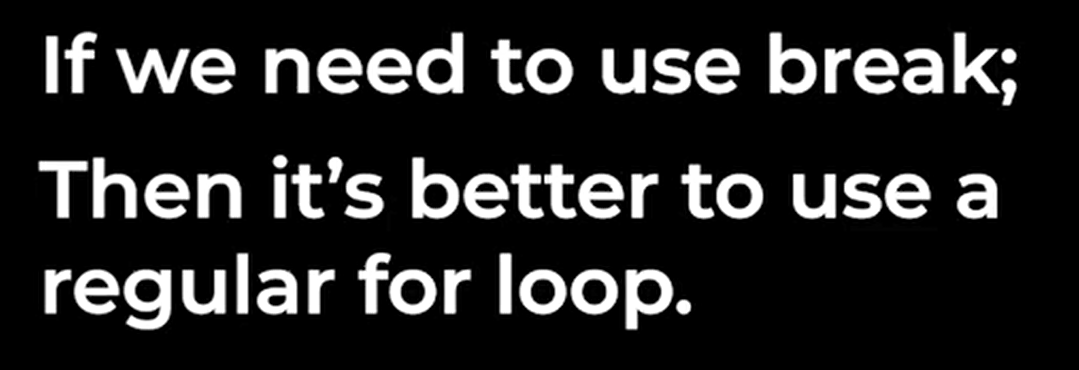 If we need to use break;
Then it’s better to use a
regular for loop.